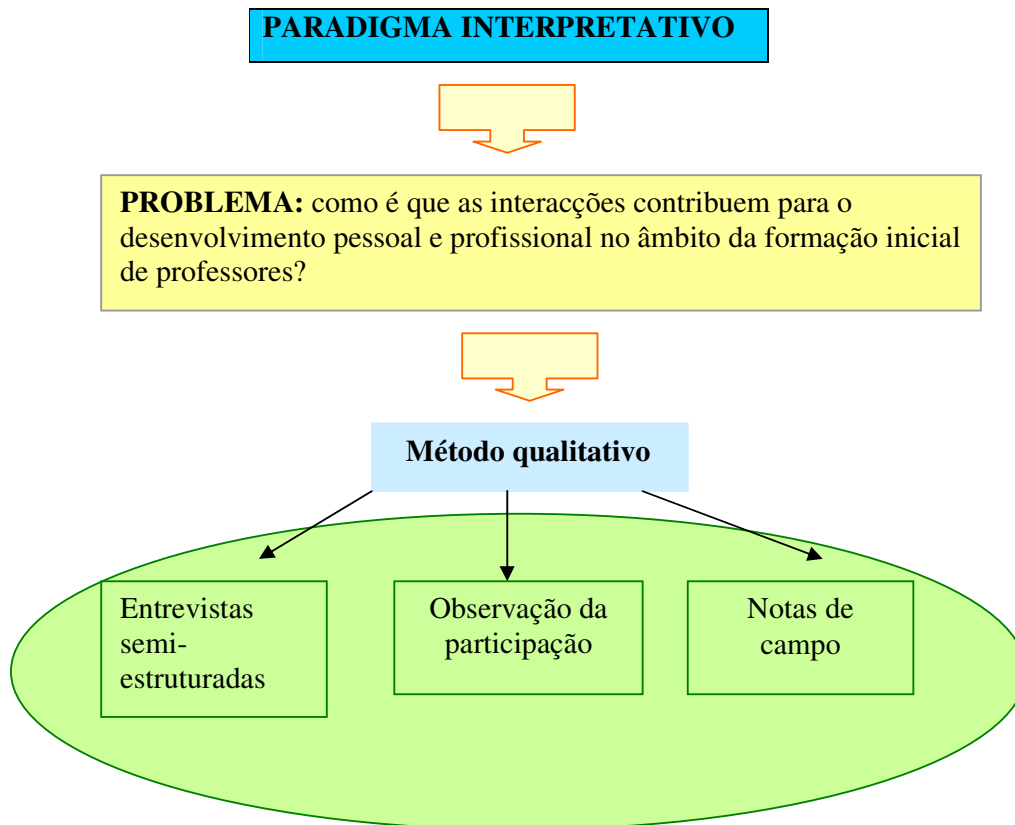 PARADIGMA INTERPRETATIVO
PROBLEMA: como é que as interacções contribuem para o
desenvolvimento pessoal e profissional no âmbito da formação inicial
de professores?
Método qualitativo
Entrevistas
semi-
estruturadas
Observação da
participação
Notas de
campo